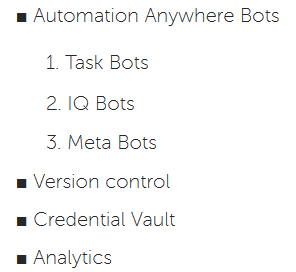 ▪ Automation Anywhere Bots
1. Task Bots
2. IQ Bots
3. Meta Bots
▪ Version control
▪ Credential Vault
▪ Analytics